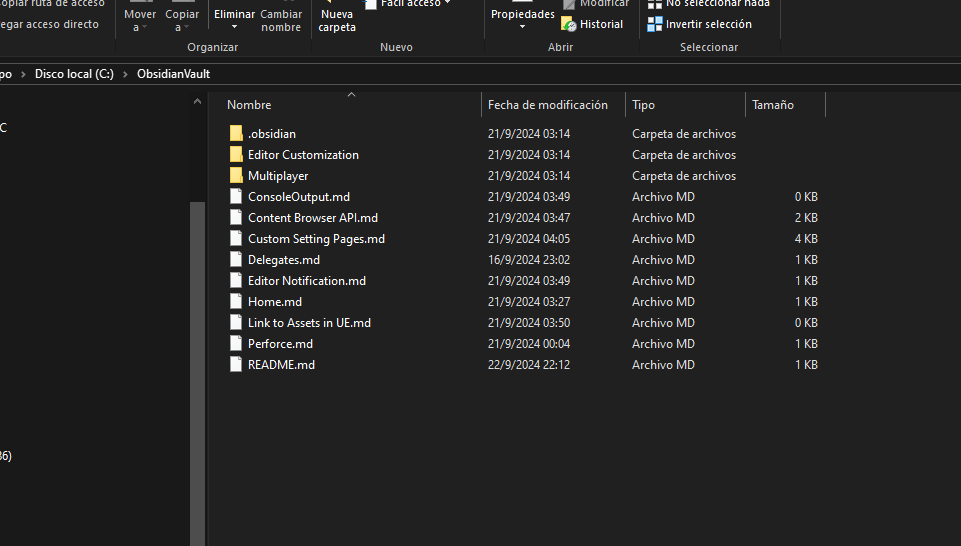 opiar ruta de acceso
egar acceso directo
Mover a
Copiar a
Eliminar
Cambiar nombre
Organizar
Nueva carpeta
Fácil acceso
Nuevo
Propiedades
Modificar
Historial
Abrir
No seleccionar nada
Invertir selección
Seleccionar
po > Disco local (C:) > ObsidianVault
C
36)
Nombre Fecha de modificación Tipo Tamaño
.obsidian 21/9/2024 03:14 Carpeta de archivos
Editor Customization 21/9/2024 03:14 Carpeta de archivos
Multiplayer 21/9/2024 03:14 Carpeta de archivos
ConsoleOutput.md 21/9/2024 03:49 Archivo MD 0 KB
Content Browser API.md 21/9/2024 03:47 Archivo MD 2 KB
Custom Setting Pages.md 21/9/2024 04:05 Archivo MD 4 KB
Delegates.md 16/9/2024 23:02 Archivo MD 1 KB
Editor Notification.md 21/9/2024 03:49 Archivo MD 1 KB
Home.md 21/9/2024 03:27 Archivo MD 1 KB
Link to Assets in UE.md 21/9/2024 03:50 Archivo MD 0 KB
Perforce.md 21/9/2024 00:04 Archivo MD 1 KB
README.md 22/9/2024 22:12 Archivo MD 1 KB